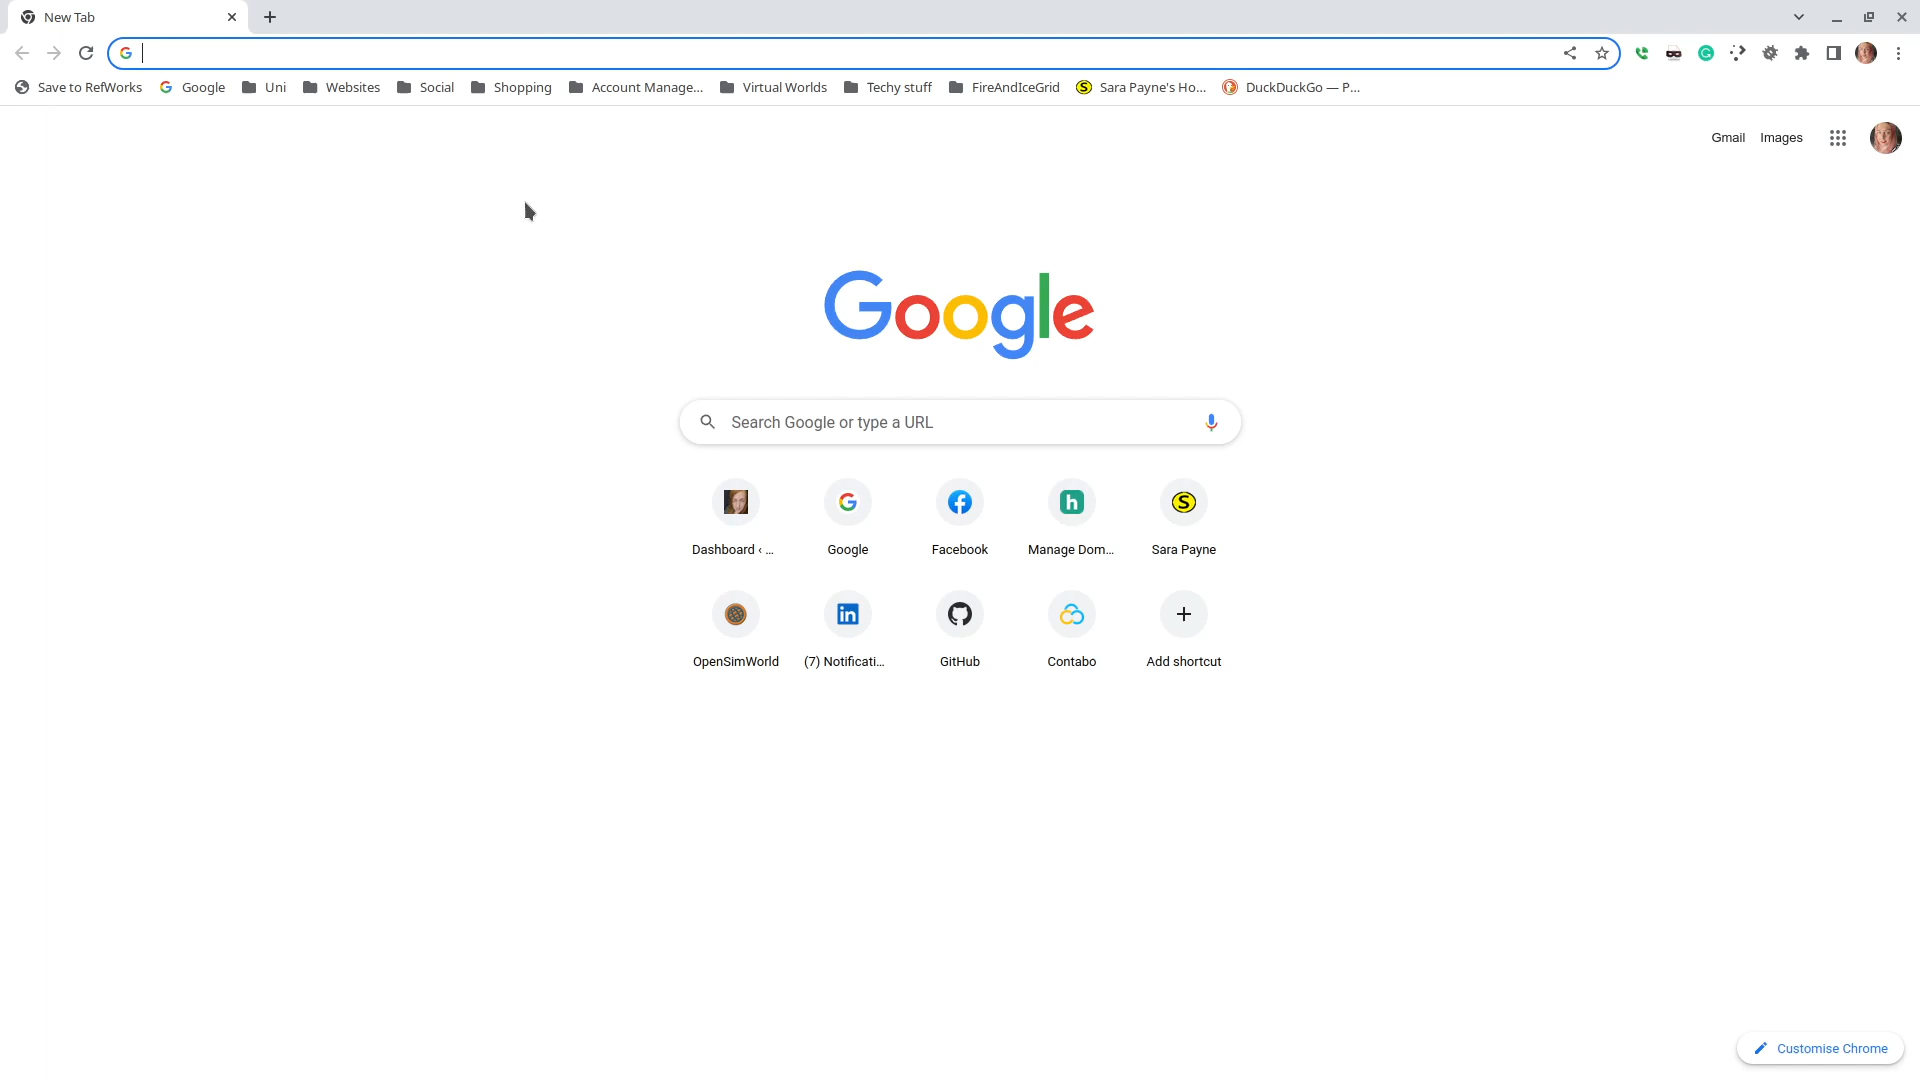 New Tab
Save to RefWorks Google Uni Websites Social Shopping Account Manage... Virtual Worlds Techy stuff FireAndIceGrid Sara Payne's Ho... DuckDuckGo — P...
Gmail Images
Google
Search Google or type a URL
Dashboard ‹ ... Google Facebook Manage Dom... Sara Payne
OpenSimWorld (7) Notificati... GitHub Contabo Add shortcut
Customise Chrome